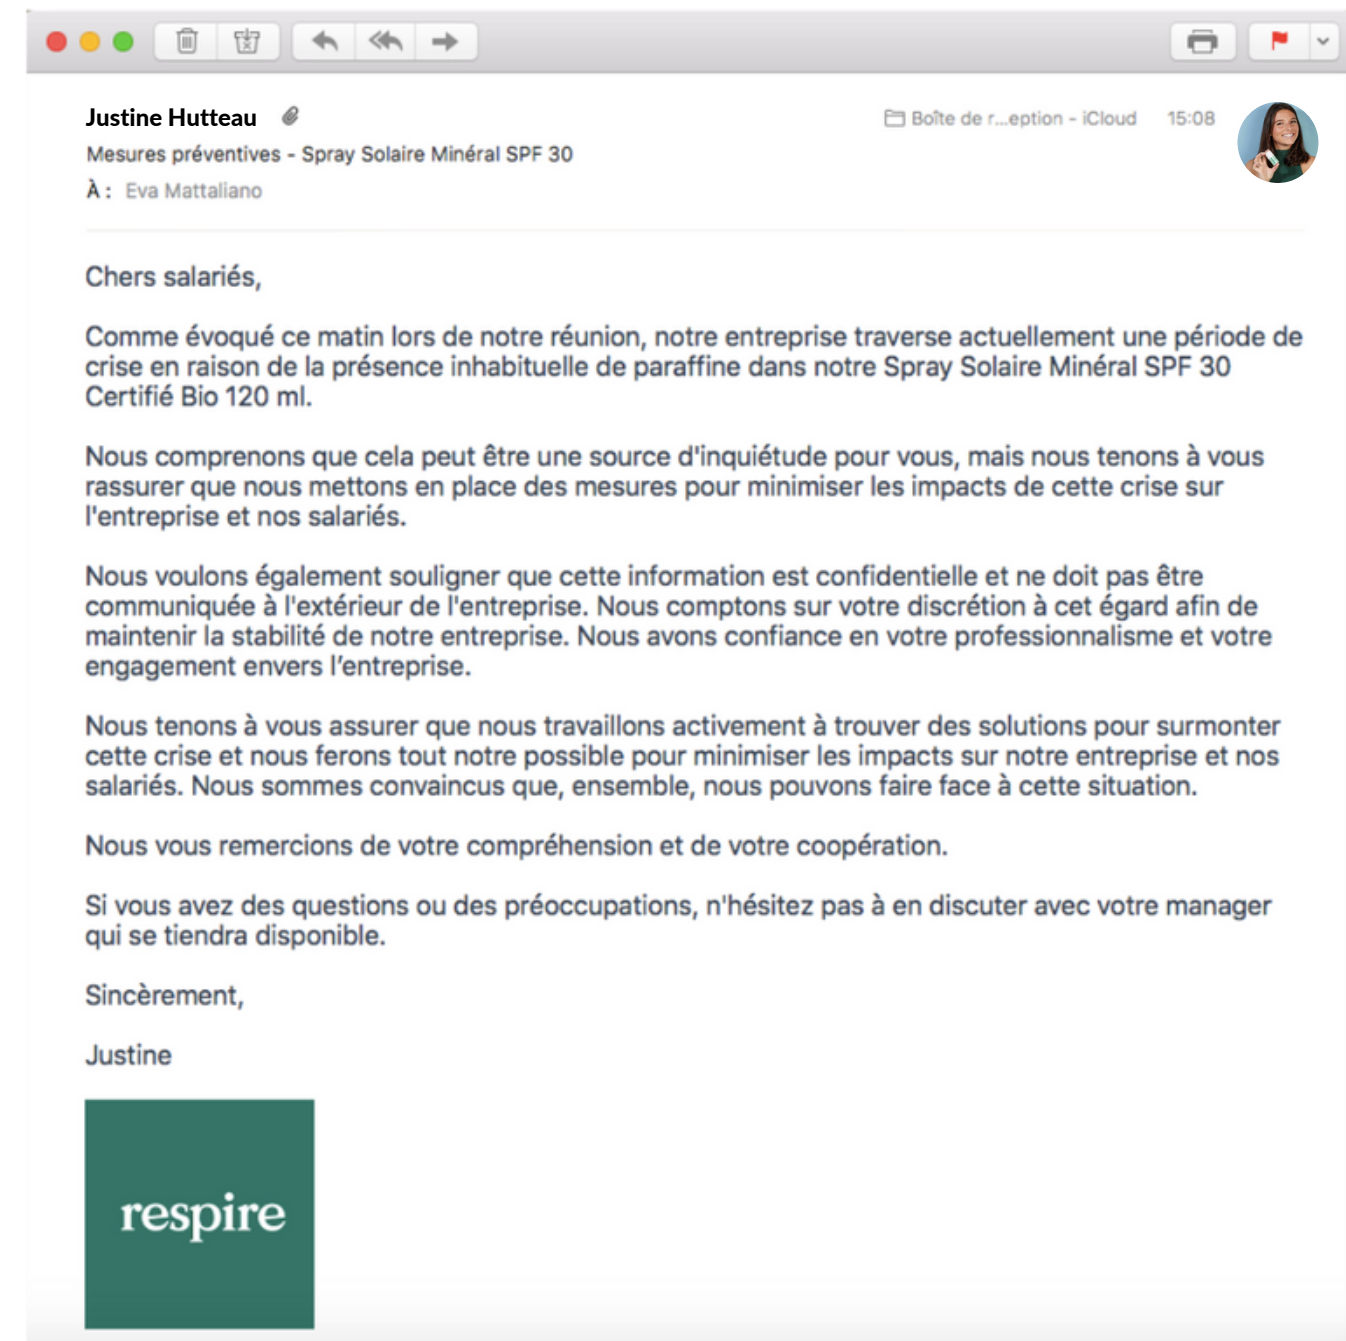 Justine Hutteau
Boîte de r...eption - iCloud 15:08
Mesures préventives - Spray Solaire Minéral SPF 30
À : Eva Mattaliano
Chers salariés,
Comme évoqué ce matin lors de notre réunion, notre entreprise traverse actuellement une période de
crise en raison de la présence inhabituelle de paraffine dans notre Spray Solaire Minéral SPF 30
Certifié Bio 120 ml.
Nous comprenons que cela peut être une source d'inquiétude pour vous, mais nous tenons à vous
rassurer que nous mettons en place des mesures pour minimiser les impacts de cette crise sur
l'entreprise et nos salariés.
Nous voulons également souligner que cette information est confidentielle et ne doit pas être
communiquée à l'extérieur de l'entreprise. Nous comptons sur votre discrétion à cet égard afin de
maintenir la stabilité de notre entreprise. Nous avons confiance en votre professionnalisme et votre
engagement envers l’entreprise.
Nous tenons à vous assurer que nous travaillons activement à trouver des solutions pour surmonter
cette crise et nous ferons tout notre possible pour minimiser les impacts sur notre entreprise et nos
salariés. Nous sommes convaincus que, ensemble, nous pouvons faire face à cette situation.
Nous vous remercions de votre compréhension et de votre coopération.
Si vous avez des questions ou des préoccupations, n'hésitez pas à en discuter avec votre manager
qui se tiendra disponible.
Sincèrement,
Justine
respire